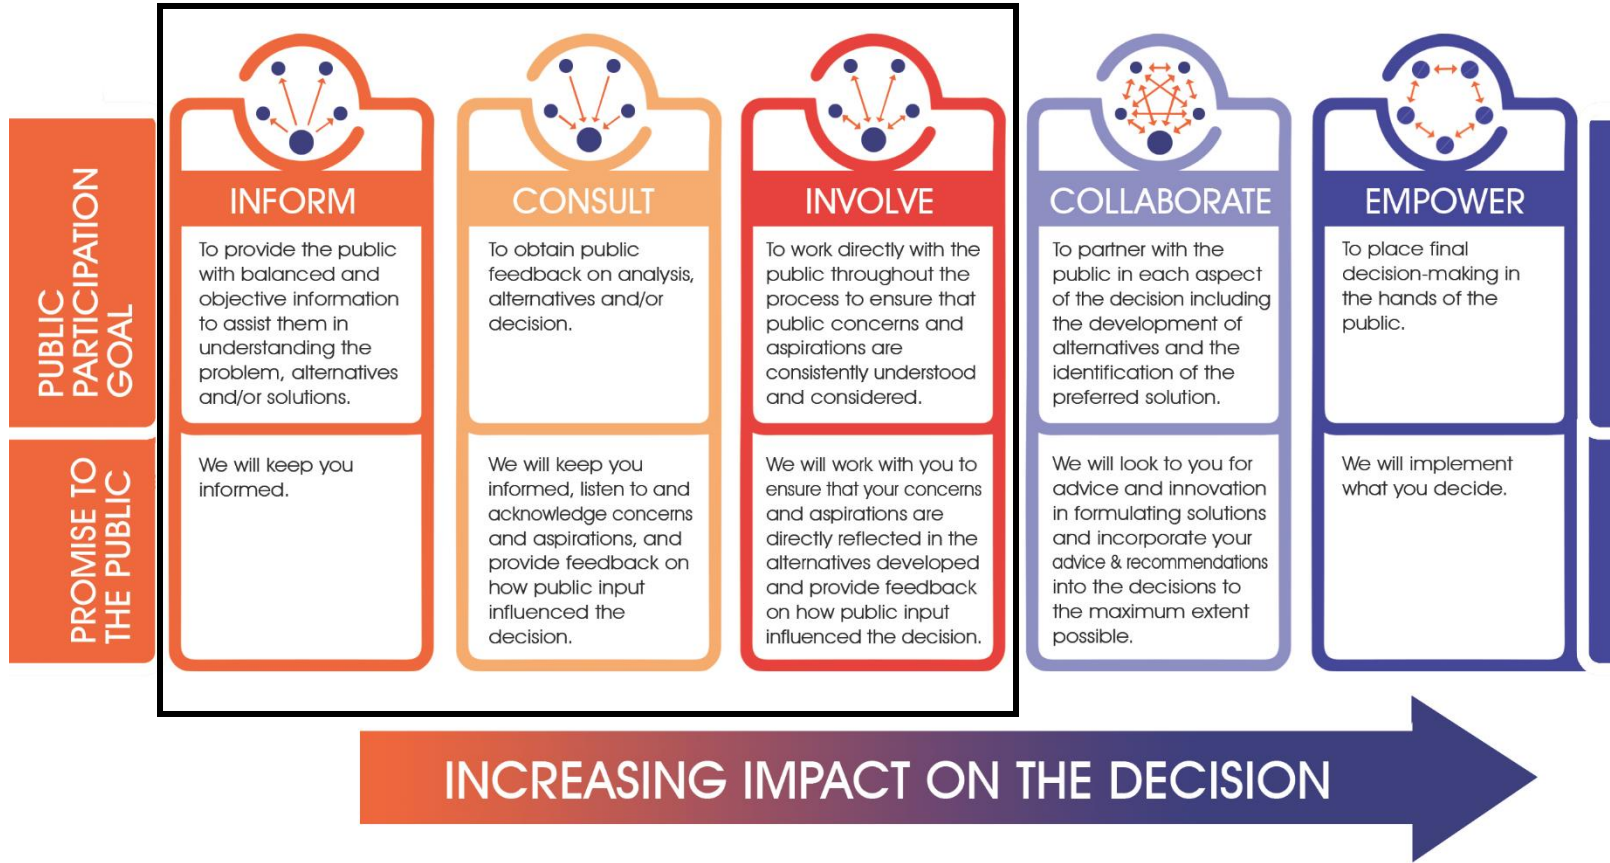 PUBLIC
PARTICIPATION
GOAL
INFORM
To provide the public
with balanced and
objective information
to assist them in
understanding the
problem, alternatives
and/or solutions.
CONSULT
To obtain public
feedback on analysis,
alternatives and/or
decision.
INVOLVE
To work directly with the
public throughout the
process to ensure that
public concerns and
aspirations are
consistently understood
and considered.
COLLABORATE
To partner with the
public in each aspect
of the decision including
the development of
alternatives and the
identification of the
preferred solution.
EMPOWER
To place final
decision-making in
the hands of the
public.
PROMISE TO
THE PUBLIC
We will keep you
informed.
We will keep you
informed, listen to and
acknowledge concerns
and aspirations, and
provide feedback on
how public input
influenced the
decision.
We will work with you to
ensure that your concerns
and aspirations are
directly reflected in the
alternatives developed
and provide feedback
on how public input
influenced the decision.
We will look to you for
advice and innovation
in formulating solutions
and incorporate your
advice & recommendations
into the decisions to
the maximum extent
possible.
We will implement
what you decide.
INCREASING IMPACT ON THE DECISION